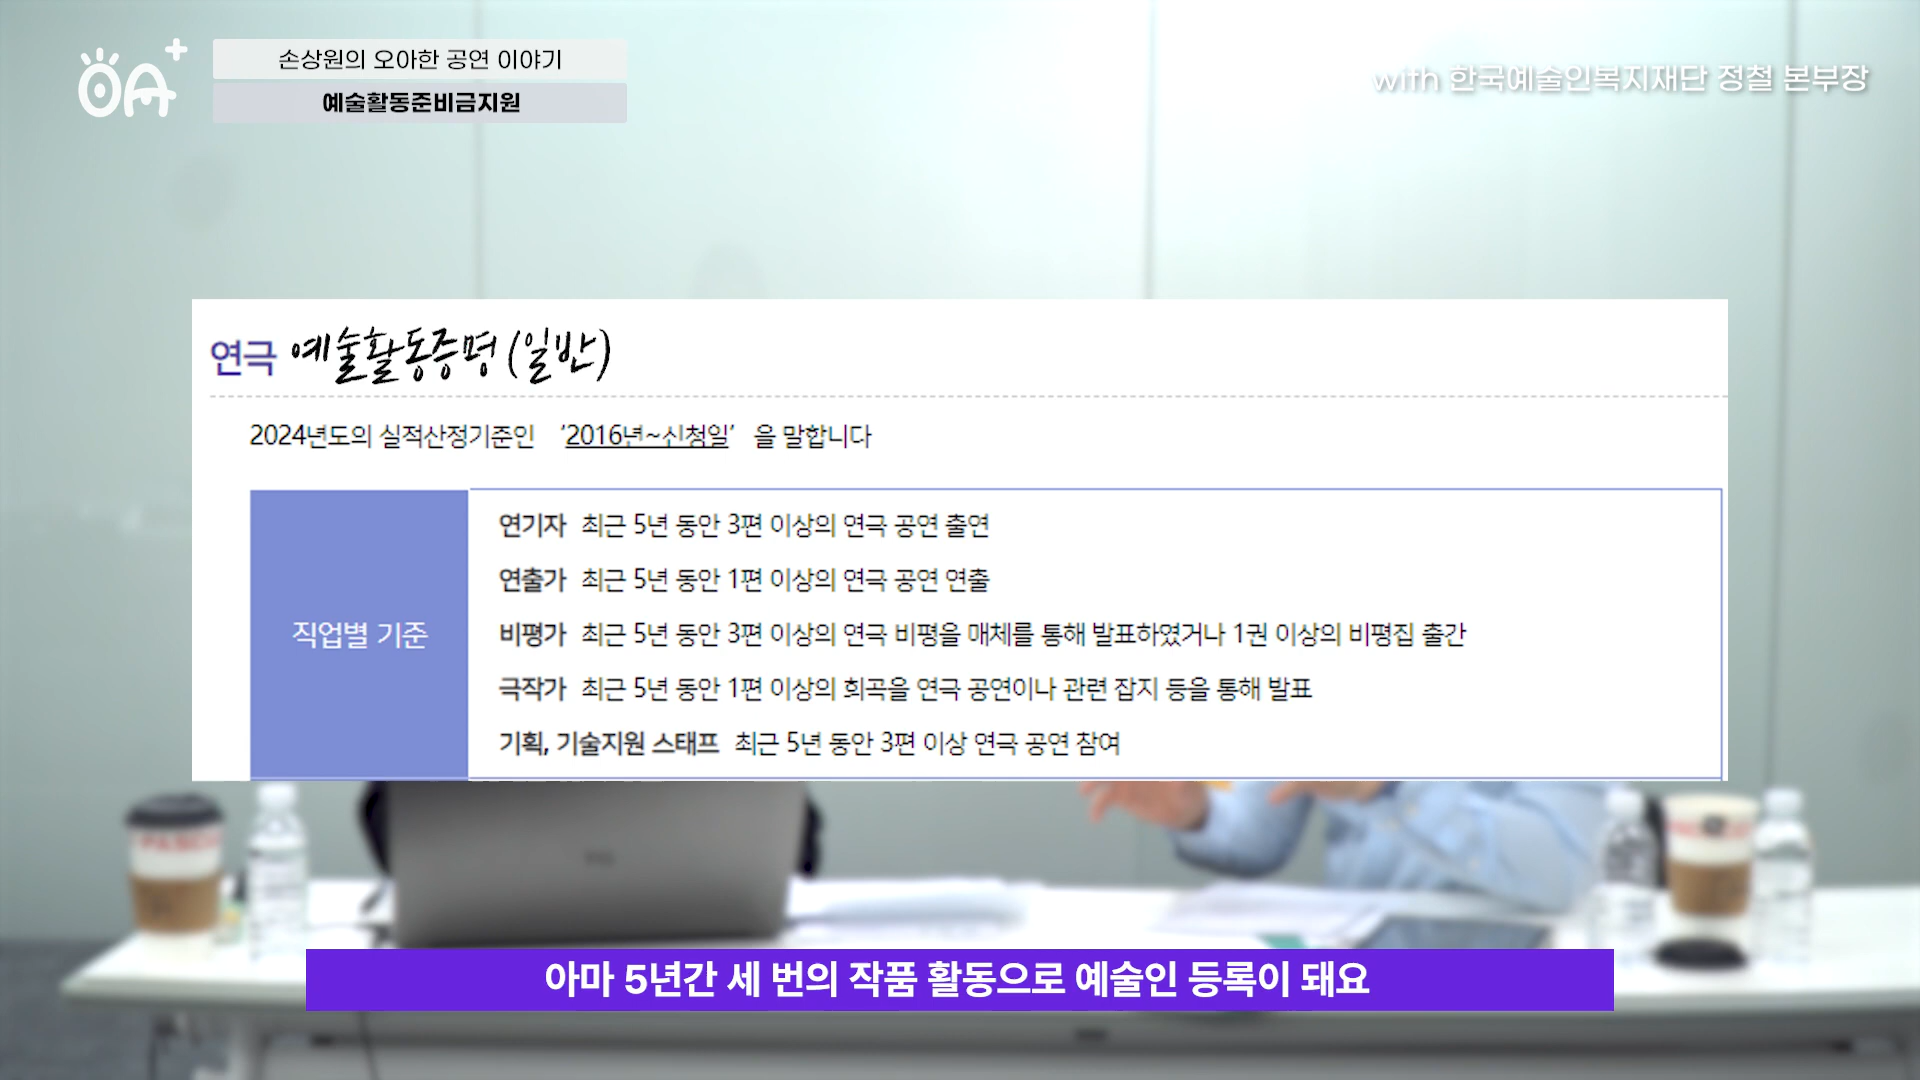 OA+
손상원의 오아한 공연 이야기
예술활동준비금지원
with 한국예술인복지재단 정철 본부장
연극 예술활동증명 (일반)
2024년도의 실적산정기준인 '2016년~신청일' 을 말합니다
직업별 기준
연기자 최근 5년 동안 3편 이상의 연극 공연 출연
연출가 최근 5년 동안 1편 이상의 연극 공연 연출
비평가 최근 5년 동안 3편 이상의 연극 비평을 매체를 통해 발표하였거나 1권 이상의 비평집 출간
극작가 최근 5년 동안 1편 이상의 희곡을 연극 공연이나 관련 잡지 등을 통해 발표
기획, 기술지원 스태프 최근 5년 동안 3편 이상 연극 공연 참여
아마 5년간 세 번의 작품 활동으로 예술인 등록이 돼요